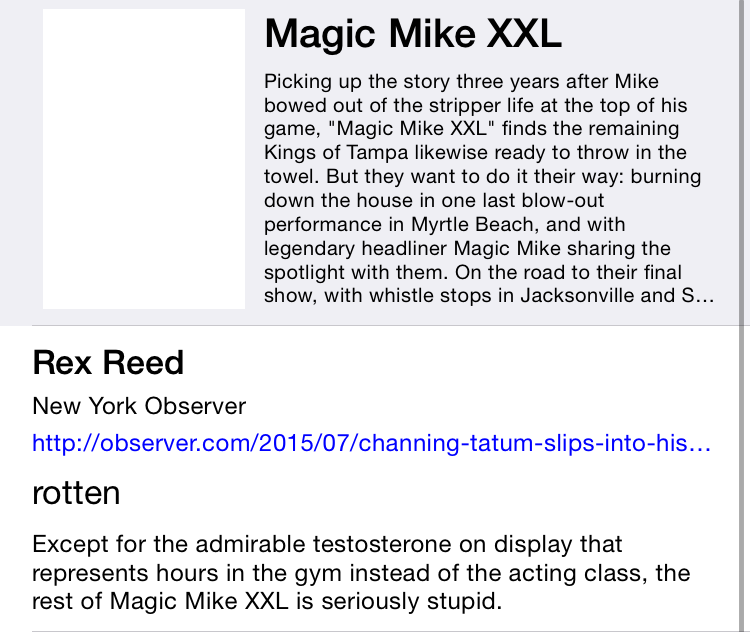 Magic Mike XXL
Picking up the story three years after Mike
bowed out of the stripper life at the top of his
game, "Magic Mike XXL" finds the remaining
Kings of Tampa likewise ready to throw in the
towel. But they want to do it their way: burning
down the house in one last blow-out
performance in Myrtle Beach, and with
legendary headliner Magic Mike sharing the
spotlight with them. On the road to their final
show, with whistle stops in Jacksonville and S...
Rex Reed
New York Observer
http://observer.com/2015/07/channing-tatum-slips-into-his...
rotten
Except for the admirable testosterone on display that
represents hours in the gym instead of the acting class, the
rest of Magic Mike XXL is seriously stupid.